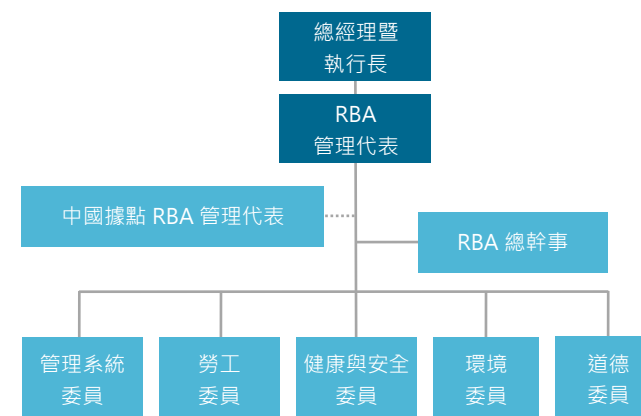 總經理暨
執行長
RBA
管理代表
中國據點 RBA 管理代表
RBA 總幹事
管理系統
委員
勞工
委員
健康與安全
委員
環境
委員
道德
委員